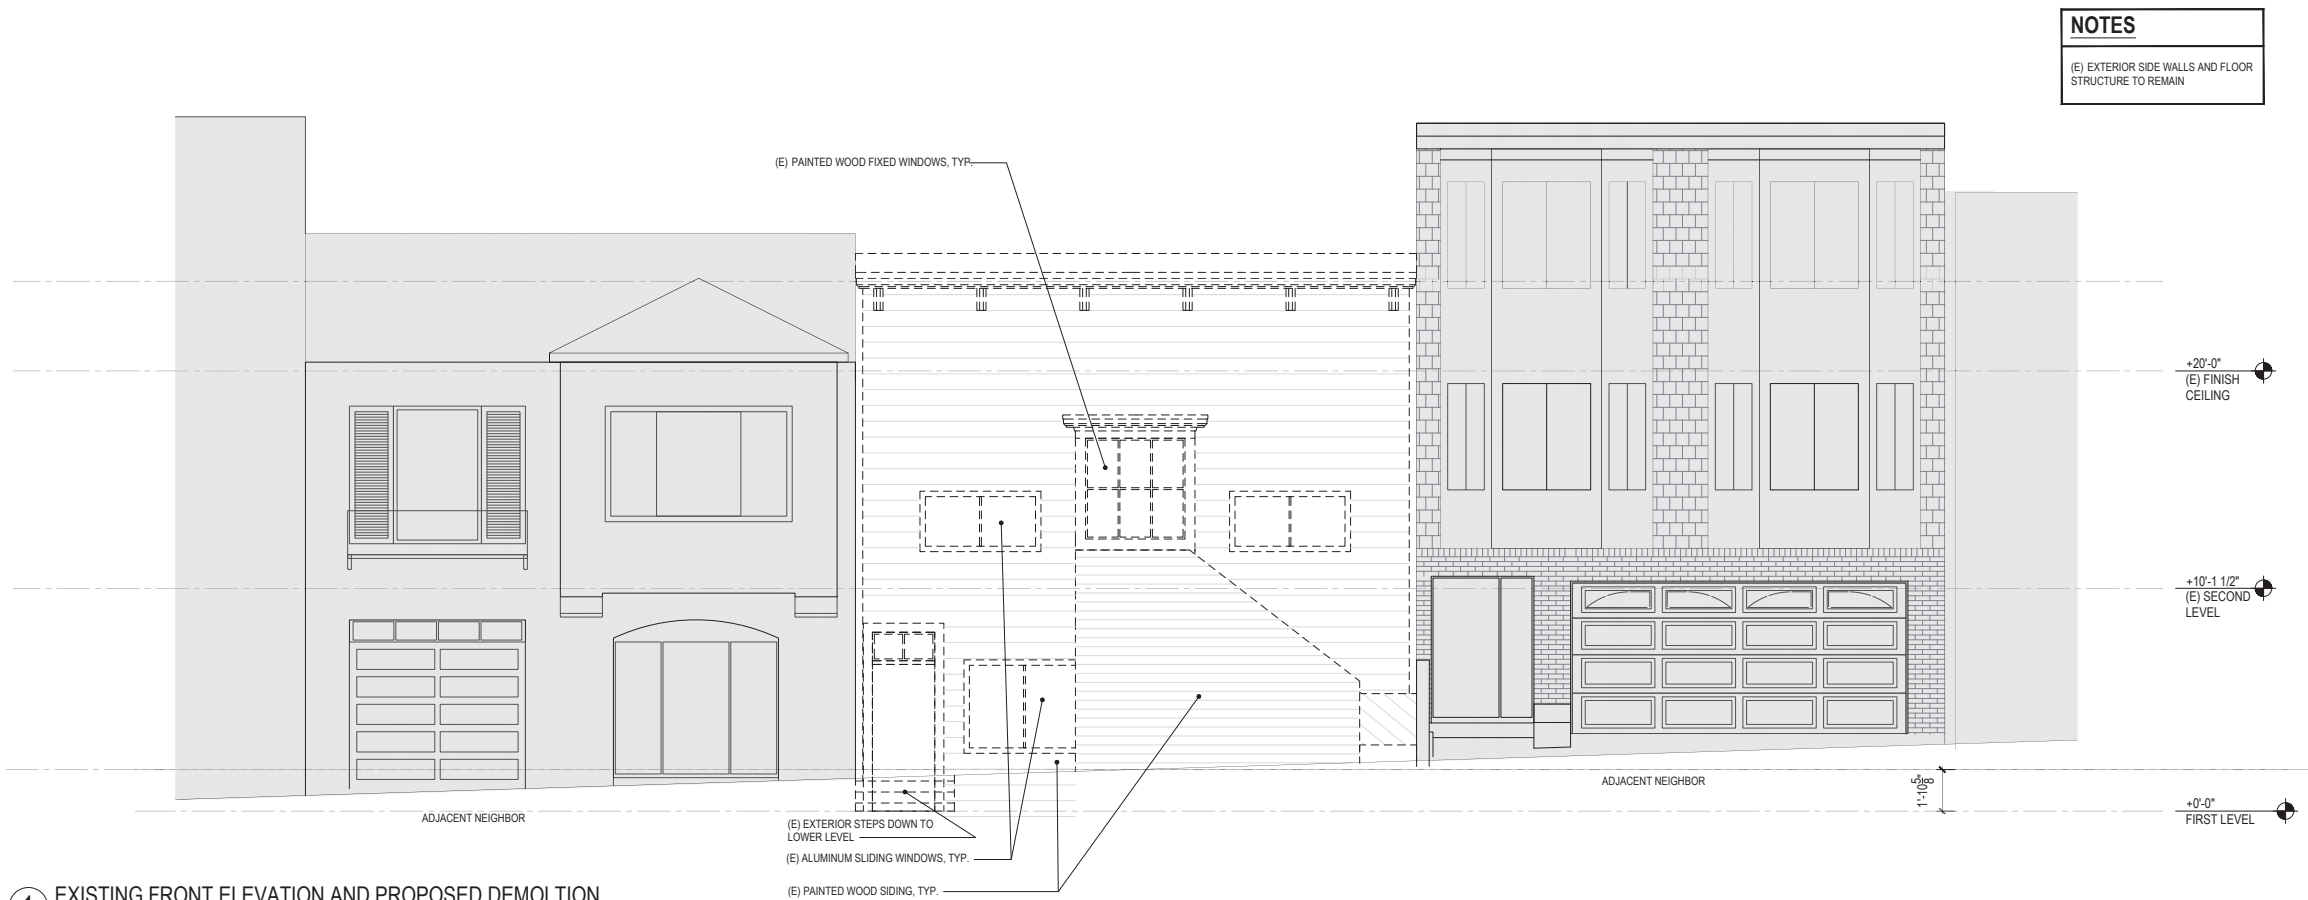 NOTES
(E) EXTERIOR SIDE WALLS AND FLOOR
STRUCTURE TO REMAIN
(E) PAINTED WOOD FIXED WINDOWS, TYP.
+20'-0"
(E) FINISH
CEILING
+10'-1 1/2"
(E) SECOND
LEVEL
1'-10 5/8"
+0'-0"
FIRST LEVEL
ADJACENT NEIGHBOR
ADJACENT NEIGHBOR
(E) EXTERIOR STEPS DOWN TO
LOWER LEVEL
(E) ALUMINUM SLIDING WINDOWS, TYP.
(E) PAINTED WOOD SIDING, TYP.
EXISTING FRONT ELEVATION AND PROPOSED DEMOLTION